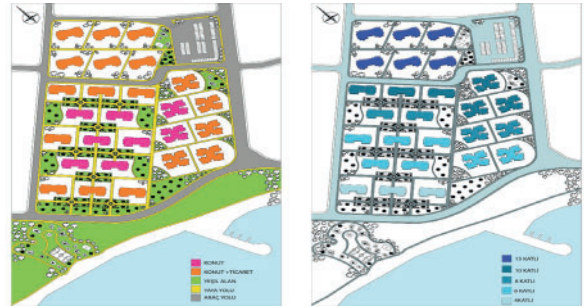 KONUT
KONUT+TİCARET
YEŞİL ALAN
YAYA YOLU
ARAÇ YOLU
15 KATLI
10 KATLI
8 KATLI
6 KATLI
4KATLI